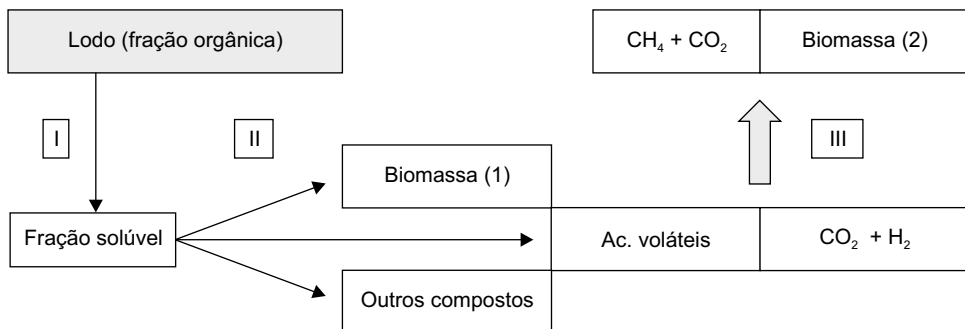 Lodo (fração orgânica)
CH₄ + CO₂
Biomassa (2)
I
II
III
Biomassa (1)
Fração solúvel
Ac. voláteis
CO₂ + H₂
Outros compostos